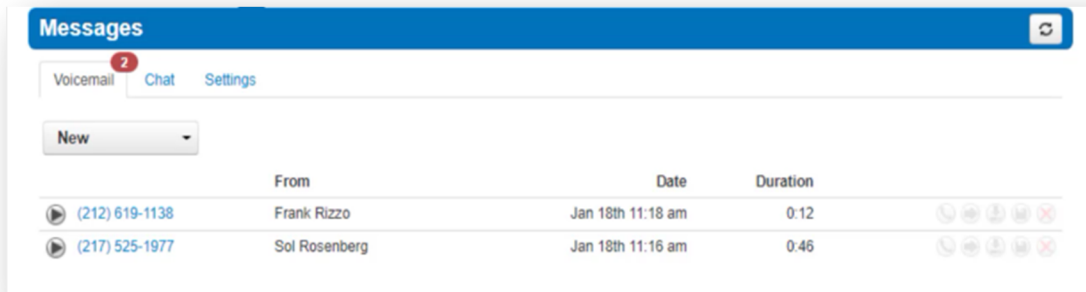 Messages
2
Voicemail Chat Settings
New
From Date Duration
(212) 619-1138 Frank Rizzo Jan 18th 11:18 am 0:12
(217) 525-1977 Sol Rosenberg Jan 18th 11:16 am 0:46